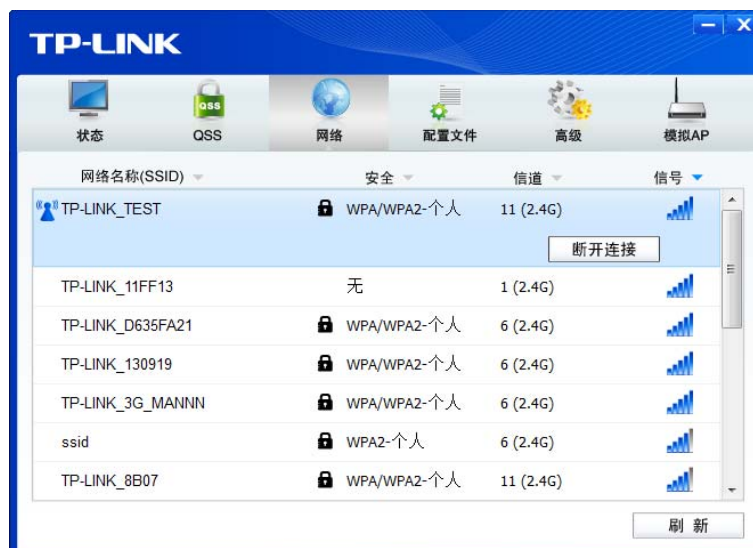 TP-LINK
状态 QSS 网络 配置文件 高级 模拟AP
网络名称(SSID) 安全 信道 信号
TP-LINK_TEST WPA/WPA2-个人 11 (2.4G)
断开连接
TP-LINK_11FF13 无 1 (2.4G)
TP-LINK_D635FA21 WPA/WPA2-个人 6 (2.4G)
TP-LINK_130919 WPA/WPA2-个人 6 (2.4G)
TP-LINK_3G_MANNN WPA/WPA2-个人 6 (2.4G)
ssid WPA2-个人 6 (2.4G)
TP-LINK_8B07 WPA/WPA2-个人 11 (2.4G)
刷 新